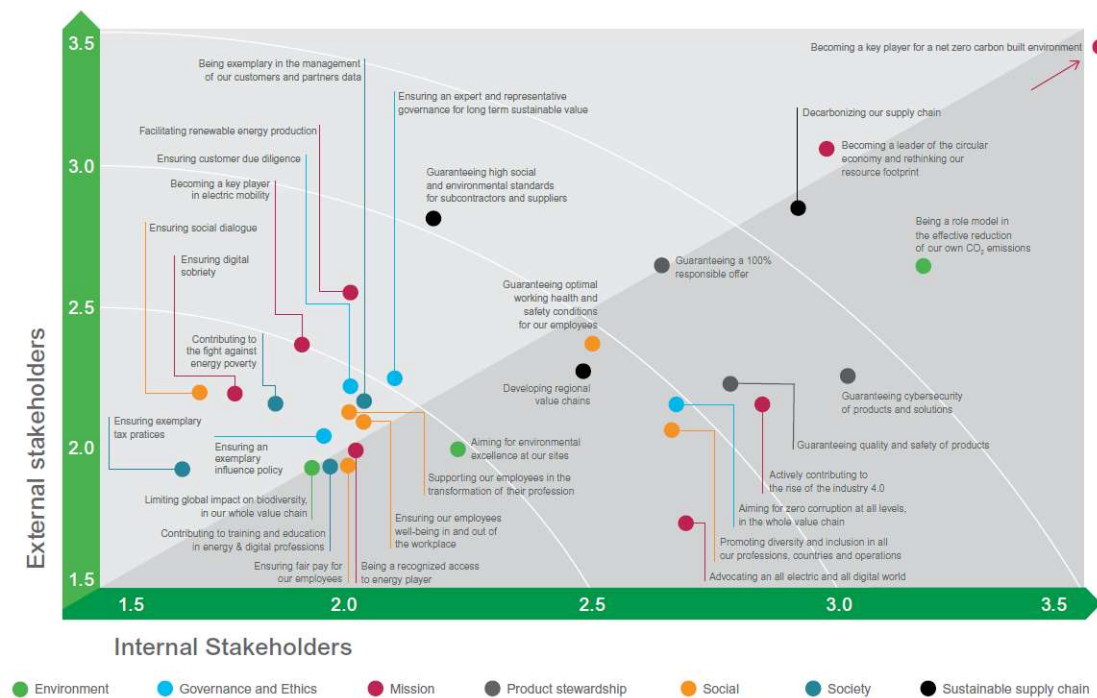 3.5
3.0
2.5
2.0
1.5
External stakeholders
Becoming a key player for a net zero carbon built environment
Being exemplary in the management
of our customers and partners data
Ensuring an expert and representative
governance for long term sustainable value
Decarbonizing our supply chain
Facilitating renewable energy production
Becoming a leader of the circular
economy and rethinking our
resource footprint
Ensuring customer due diligence
Guaranteeing high social
and environmental standards
for subcontractors and suppliers
Becoming a key player
in electric mobility
Ensuring social dialogue
Being a role model in
the effective reduction
of our own CO₂ emissions
Ensuring digital
sobriety
Guaranteeing a 100%
responsible offer
Guaranteeing optimal
working health and
safety conditions
for our employees
Contributing to
the fight against
energy poverty
Developing regional
value chains
Guaranteeing cybersecurity
of products and solutions
Ensuring exemplary
tax pratices
Ensuring an
exemplary
influence policy
Aiming for environmental
excellence at our sites
Guaranteeing quality and safety of products
Supporting our employees in the
transformation of their profession
Actively contributing to
the rise of the industry 4.0
Limiting global impact on biodiversity,
in our whole value chain
Aiming for zero corruption at all levels,
in the whole value chain
Ensuring our employees
well-being in and out of
the workplace
Contributing to training and education
in energy & digital professions
Promoting diversity and inclusion in all
our professions, countries and operations
Ensuring fair pay for
our employees
Being a recognized access
to energy player
Advocating an all electric and all digital world
1.5
2.0
2.5
3.0
3.5
Internal Stakeholders
Environment
Governance and Ethics
Mission
Product stewardship
Social
Society
Sustainable supply chain